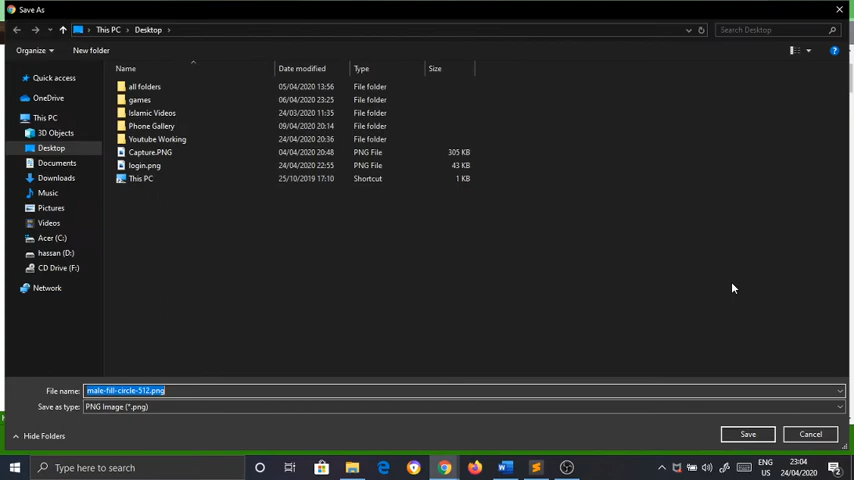 Save As
This PC
Desktop
Search Desktop
Organize
New folder
Name Date modified Type Size
Quick access
OneDrive
This PC
3D Objects
Desktop
Documents
Downloads
Music
Pictures
Videos
Acer (C:)
hassan (D:)
CD Drive (F:)
Network
all folders 05/04/2020 13:56 File folder
games 06/04/2020 23:25 File folder
Islamic Videos 24/03/2020 11:35 File folder
Phone Gallery 09/04/2020 20:14 File folder
Youtube Working 24/04/2020 20:36 File folder
Capture.PNG 04/04/2020 20:48 PNG File 305 KB
login.png 24/04/2020 22:55 PNG File 43 KB
This PC 25/10/2019 17:10 Shortcut 1 KB
File name: male-fill-circle-512.png
Save as type: PNG Image (*.png)
Hide Folders
Save
Cancel
Type here to search
ENG
US
23:04
24/04/2020
2